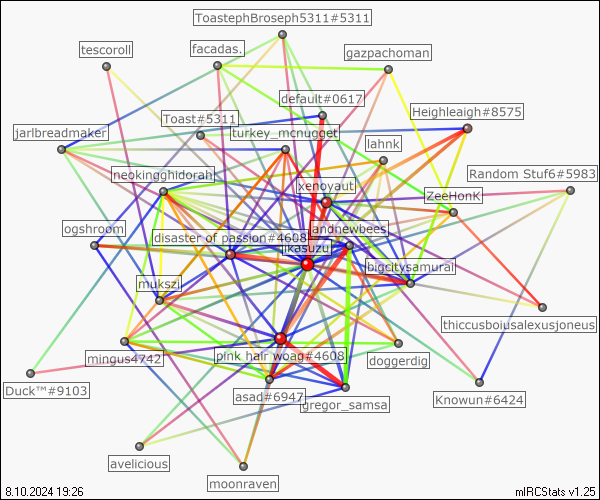 ToastephBroseph5311#5311
tescoroll
facadas.
gazpachoman
default#0617
Heighleigh#8575
Toast#5311
jarlbreadmaker
turkey_mcnugget
lahnk
neokingghidorah
Random Stuf6#5983
xenoyaut
ZeeHonK
ogshroom
andnewbees
disaster of passion#4608
jikasuzu
bigcitysamurai
mukszi
thiccusboiusalexusjoneus
mingus4742
pink hair woag#4608
doggerdig
Duck™#9103
asad#6947
gregor_samsa
Knowun#6424
avelicious
moonraven
8.10.2024 19:26
mIRCStats v1.25